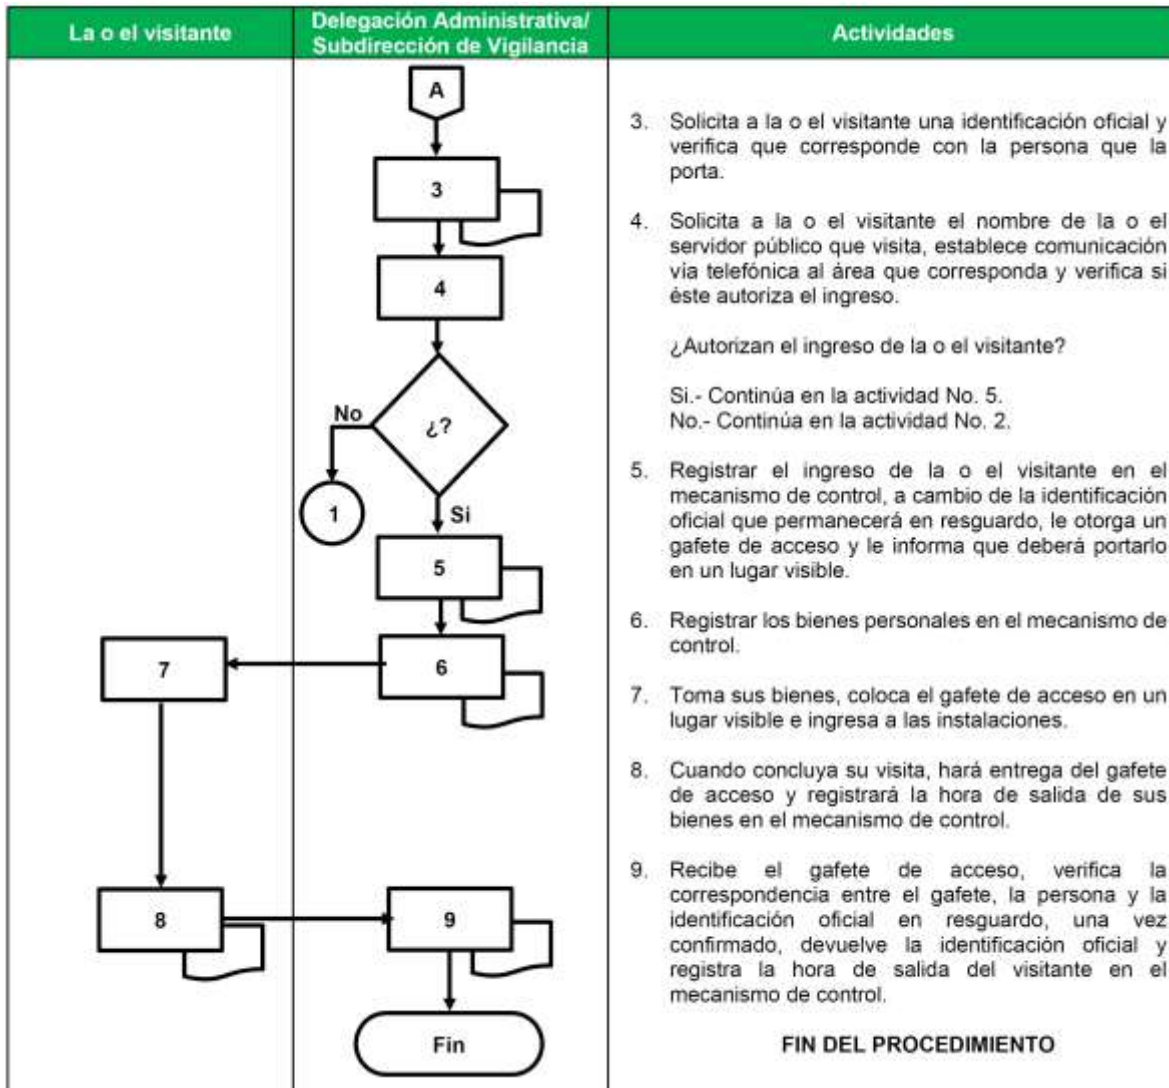 La o el visitante
Delegación Administrativa/
Subdirección de Vigilancia
Actividades
A
3
4
¿?
No
1
Si
5
6
7
8
9
Fin
3. Solicita a la o el visitante una identificación oficial y
verifica que corresponde con la persona que la
porta.
4. Solicita a la o el visitante el nombre de la o el
servidor público que visita, establece comunicación
vía telefónica al área que corresponda y verifica si
éste autoriza el ingreso.
¿Autorizan el ingreso de la o el visitante?
Si.- Continúa en la actividad No. 5.
No.- Continúa en la actividad No. 2.
5. Registrar el ingreso de la o el visitante en el
mecanismo de control, a cambio de la identificación
oficial que permanecerá en resguardo, le otorga un
gafete de acceso y le informa que deberá portarlo
en un lugar visible.
6. Registrar los bienes personales en el mecanismo de
control.
7. Toma sus bienes, coloca el gafete de acceso en un
lugar visible e ingresa a las instalaciones.
8. Cuando concluya su visita, hará entrega del gafete
de acceso y registrará la hora de salida de sus
bienes en el mecanismo de control.
9. Recibe el gafete de acceso, verifica la
correspondencia entre el gafete, la persona y la
identificación oficial en resguardo, una vez
confirmado, devuelve la identificación oficial y
registra la hora de salida del visitante en el
mecanismo de control.
FIN DEL PROCEDIMIENTO